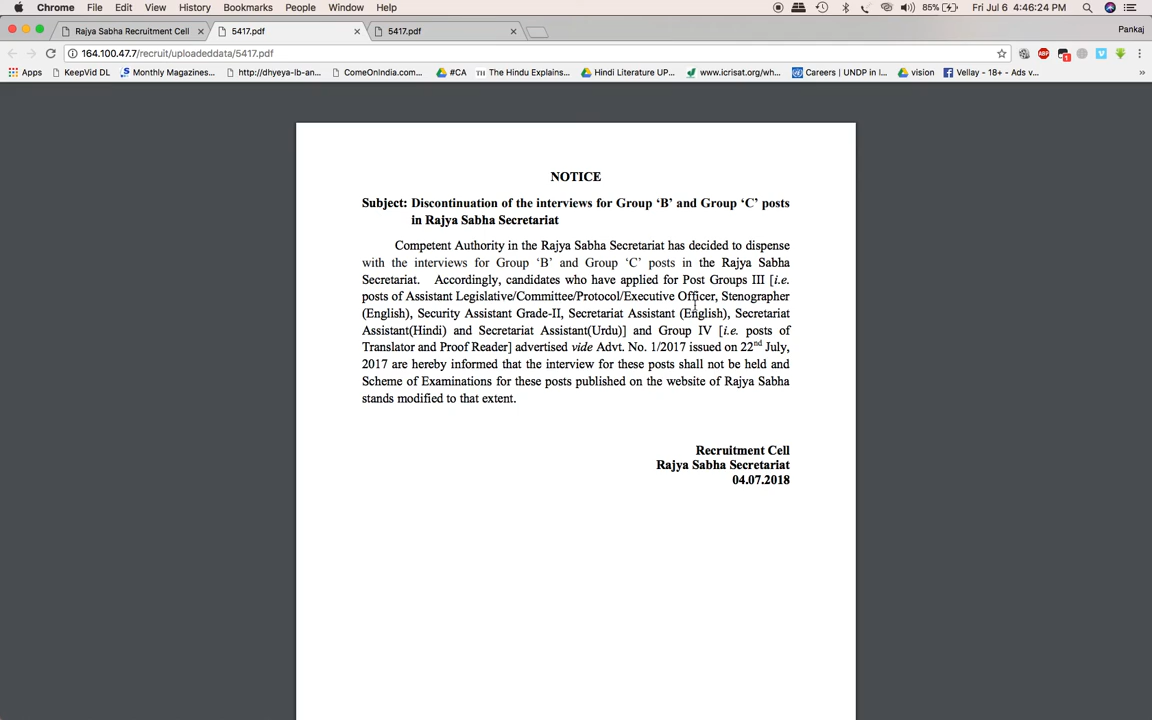 Chrome File Edit View History Bookmarks People Window Help 85% Fri Jul 6 4:46:24 PM
Rajya Sabha Recruitment Cell 5417.pdf 5417.pdf Pankaj
164.100.47.7/recruit/uploadeddata/5417.pdf
Apps KeepVid DL Monthly Magazines... http://dhyeya-lb-an... ComeOnIndia.com... #CA TH The Hindu Explains... Hindi Literature UP... www.icrisat.org/wh... Careers | UNDP in I... vision Vellay - 18+ - Ads v... »
NOTICE
Subject: Discontinuation of the interviews for Group ‘B’ and Group ‘C’ posts
in Rajya Sabha Secretariat
Competent Authority in the Rajya Sabha Secretariat has decided to dispense
with the interviews for Group ‘B’ and Group ‘C’ posts in the Rajya Sabha
Secretariat. Accordingly, candidates who have applied for Post Groups III [i.e.
posts of Assistant Legislative/Committee/Protocol/Executive Officer, Stenographer
(English), Security Assistant Grade-II, Secretariat Assistant (English), Secretariat
Assistant(Hindi) and Secretariat Assistant(Urdu)] and Group IV [i.e. posts of
Translator and Proof Reader] advertised vide Advt. No. 1/2017 issued on 22nd July,
2017 are hereby informed that the interview for these posts shall not be held and
Scheme of Examinations for these posts published on the website of Rajya Sabha
stands modified to that extent.
Recruitment Cell
Rajya Sabha Secretariat
04.07.2018